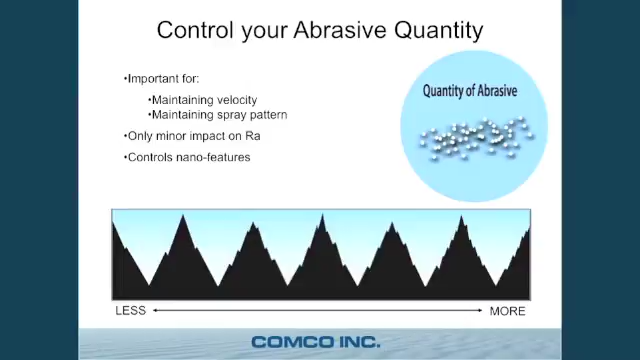 Control your Abrasive Quantity
•Important for:
•Maintaining velocity
•Maintaining spray pattern
•Only minor impact on Ra
•Controls nano-features
Quantity of Abrasive
LESS
MORE
COMCO INC.